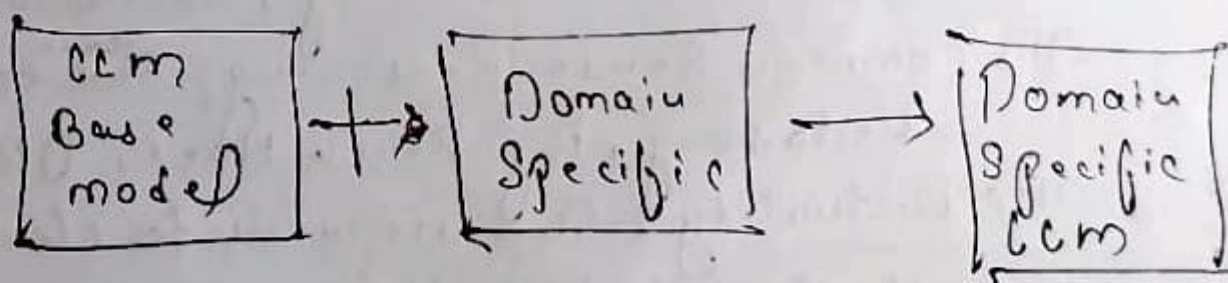 LLM
Base
model
Domain
Specific
Domain
Specific
LLM